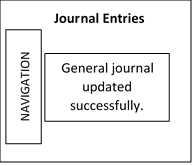 Journal Entries
NAVIGATION
General journal
updated
successfully.